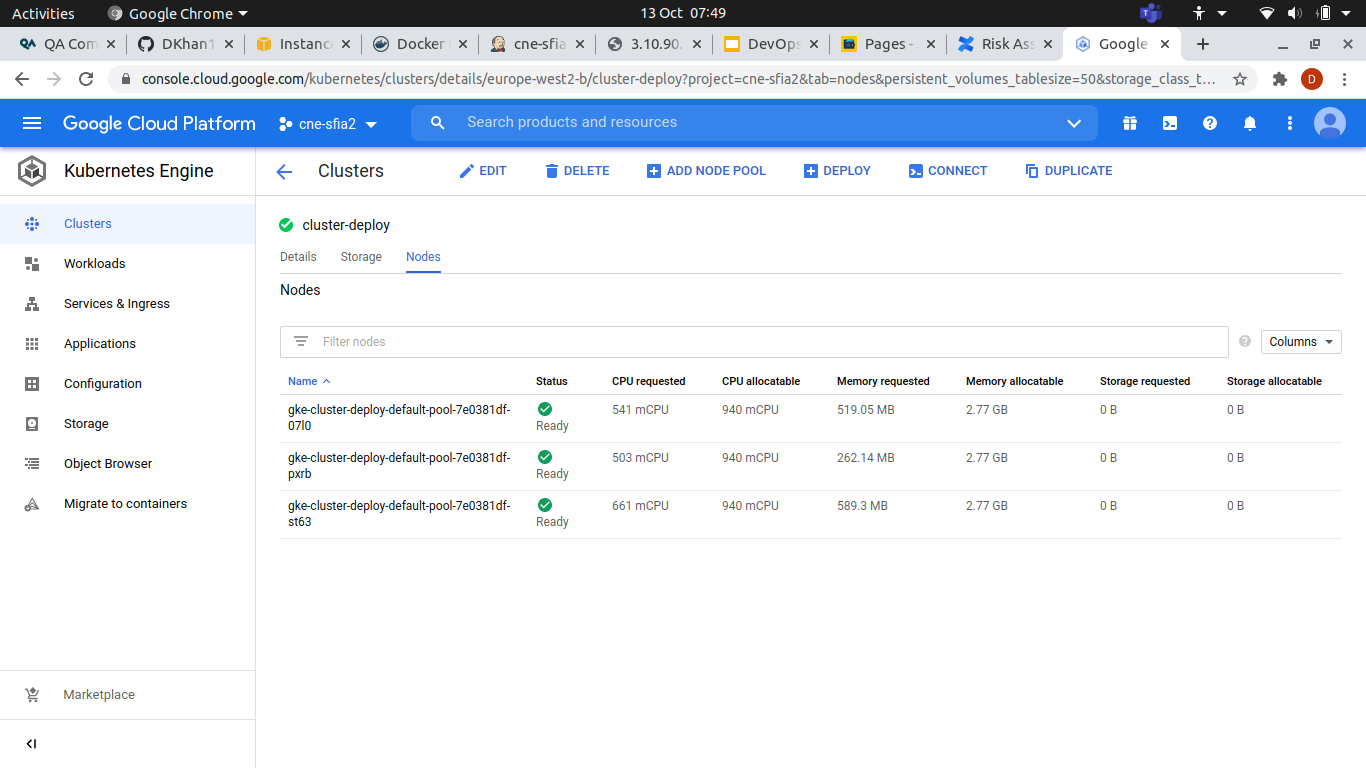 Activities Google Chrome 13 Oct 07:49
QA Com DKhan1 Instance Docker cne-sfia 3.10.90. DevOps Pages - Risk Ass Google
console.cloud.google.com/kubernetes/clusters/details/europe-west2-b/cluster-deploy?project=cne-sfia2&tab=nodes&persistent_volumes_tablesize=50&storage_class_t... D
Google Cloud Platform cne-sfia2 Search products and resources
Kubernetes Engine Clusters EDIT DELETE ADD NODE POOL DEPLOY CONNECT DUPLICATE
Clusters
Workloads
Services & Ingress
Applications
Configuration
Storage
Object Browser
Migrate to containers
Marketplace
cluster-deploy
Details Storage Nodes
Nodes
Filter nodes Columns
Name Status CPU requested CPU allocatable Memory requested Memory allocatable Storage requested Storage allocatable
gke-cluster-deploy-default-pool-7e0381df- 541 mCPU 940 mCPU 519.05 MB 2.77 GB 0 B 0 B
07l0 Ready
gke-cluster-deploy-default-pool-7e0381df- 503 mCPU 940 mCPU 262.14 MB 2.77 GB 0 B 0 B
pxrb Ready
gke-cluster-deploy-default-pool-7e0381df- 661 mCPU 940 mCPU 589.3 MB 2.77 GB 0 B 0 B
st63 Ready